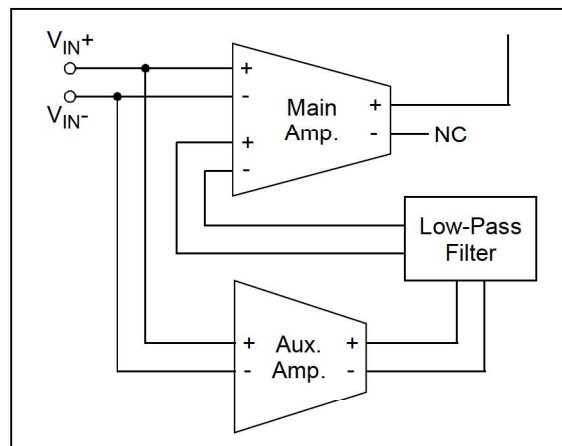 VIN+
VIN-
+
-
+
-
Main
Amp.
+
-
NC
Low-Pass
Filter
+
-
Aux.
Amp.
+
-